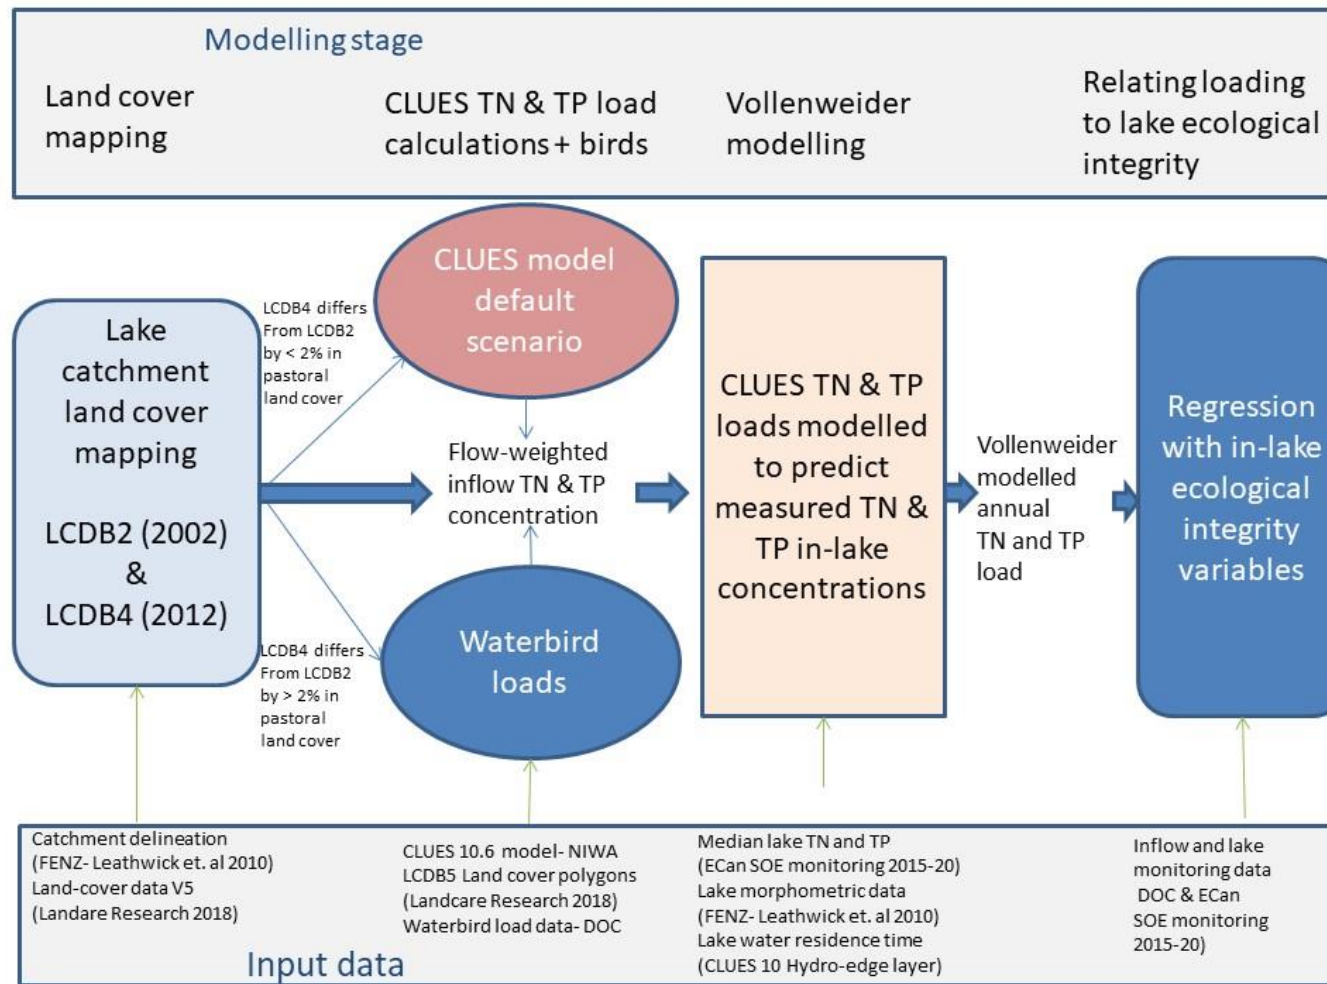 Modelling stage
Land cover
mapping
CLUES TN & TP load
calculations + birds
Vollenweider
modelling
Relating loading
to lake ecological
integrity
Lake
catchment
land cover
mapping
LCDB2 (2002)
&
LCDB4 (2012)
LCDB4 differs
From LCDB2
by < 2% in
pastoral
land cover
LCDB4 differs
From LCDB2
by > 2% in
pastoral
land cover
CLUES model
default
scenario
Flow-weighted
inflow TN & TP
concentration
Waterbird
loads
CLUES TN & TP
loads modelled
to predict
measured TN &
TP in-lake
concentrations
Vollenweider
modelled
annual
TN and TP
load
Regression
with in-lake
ecological
integrity
variables
Catchment delineation
(FENZ- Leathwick et. al 2010)
Land-cover data V5
(Landare Research 2018)
CLUES 10.6 model- NIWA
LCDB5 Land cover polygons
(Landcare Research 2018)
Waterbird load data- DOC
Median lake TN and TP
(ECan SOE monitoring 2015-20)
Lake morphometric data
(FENZ- Leathwick et. al 2010)
Lake water residence time
(CLUES 10 Hydro-edge layer)
Inflow and lake
monitoring data
DOC & ECan
SOE monitoring
2015-20)
Input data